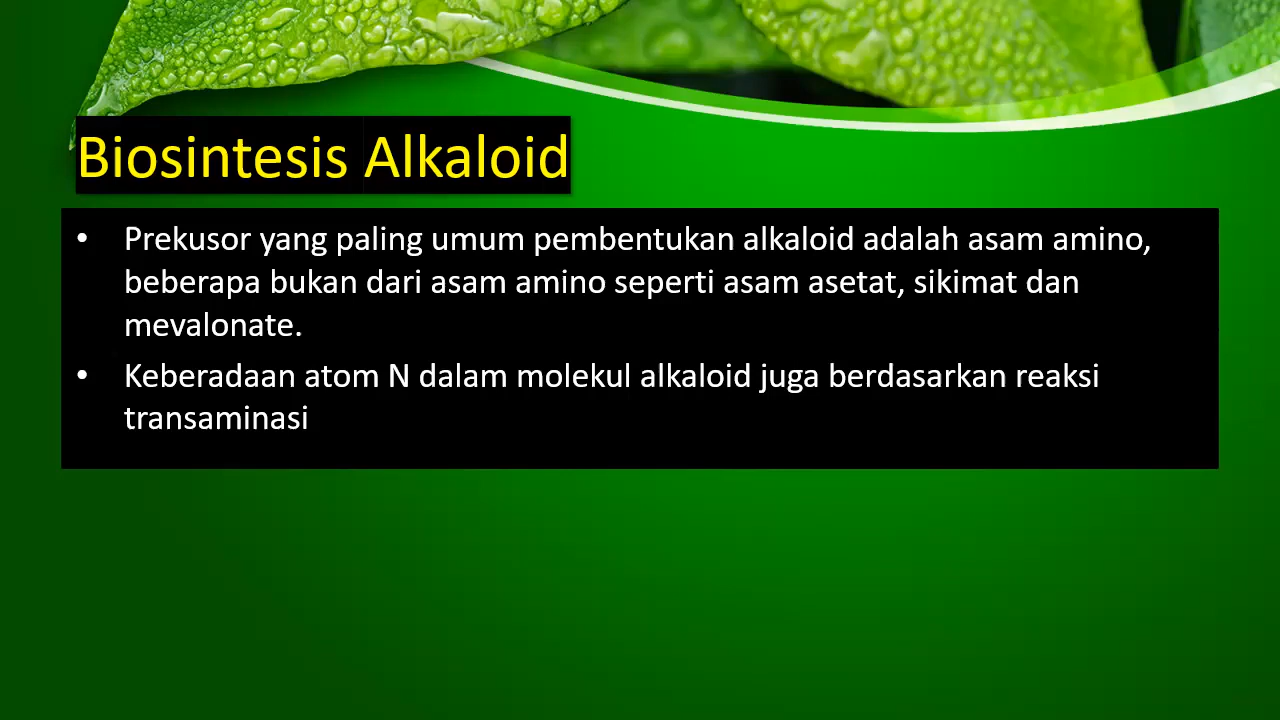 Biosintesis Alkaloid
• Prekusor yang paling umum pembentukan alkaloid adalah asam amino,
beberapa bukan dari asam amino seperti asam asetat, sikimat dan
mevalonate.
• Keberadaan atom N dalam molekul alkaloid juga berdasarkan reaksi
transaminasi